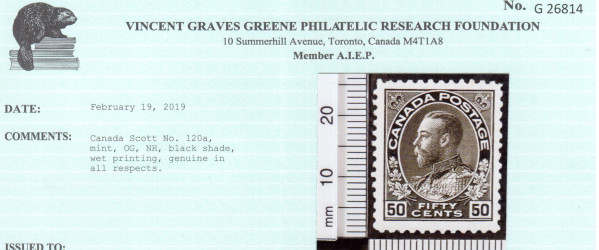 No. G 26814
VINCENT GRAVES GREENE PHILATELIC RESEARCH FOUNDATION
10 Summerhill Avenue, Toronto, Canada M4T1A8
Member A.I.E.P.
DATE: February 19, 2019
COMMENTS: Canada Scott No. 120a,
mint, OG, NH, black shade,
wet printing, genuine in
all respects.
20
10
mm
CANADA POSTAGE
50 FIFTY CENTS 50
ISSUED TO: